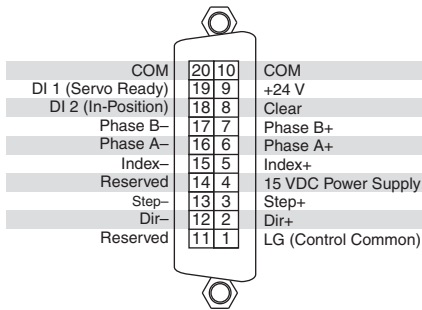 COM 20 10 COM
DI 1 (Servo Ready) 19 9 +24 V
DI 2 (In-Position) 18 8 Clear
Phase B– 17 7 Phase B+
Phase A– 16 6 Phase A+
Index– 15 5 Index+
Reserved 14 4 15 VDC Power Supply
Step– 13 3 Step+
Dir– 12 2 Dir+
Reserved 11 1 LG (Control Common)